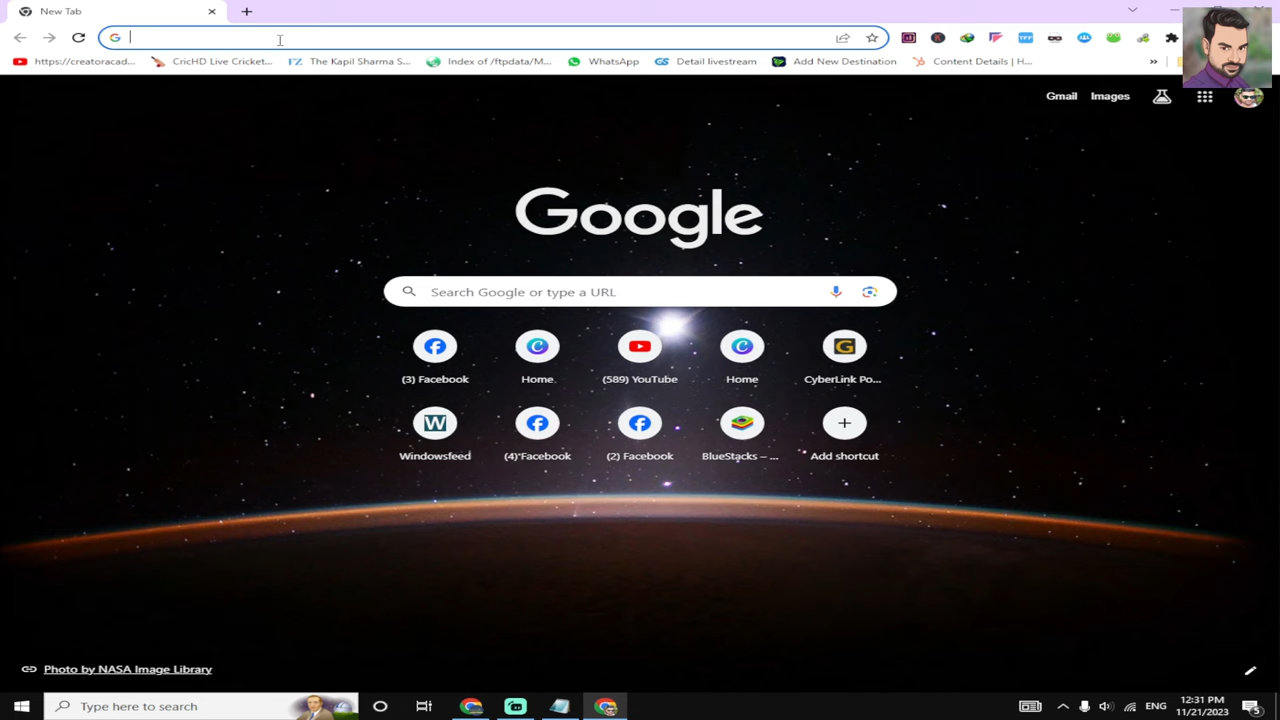 New Tab
https://creatoracad...
CricHD Live Cricket...
The Kapil Sharma S...
Index of /ftpdata/M...
WhatsApp
Detail livestream
Add New Destination
Content Details | H...
»
Gmail Images
Google
Search Google or type a URL
(3) Facebook
Home
(589) YouTube
Home
CyberLink Po...
Windowsfeed
(4) Facebook
(2) Facebook
BlueStacks – ...
Add shortcut
Photo by NASA Image Library
Type here to search
ENG
12:31 PM
11/21/2023
5